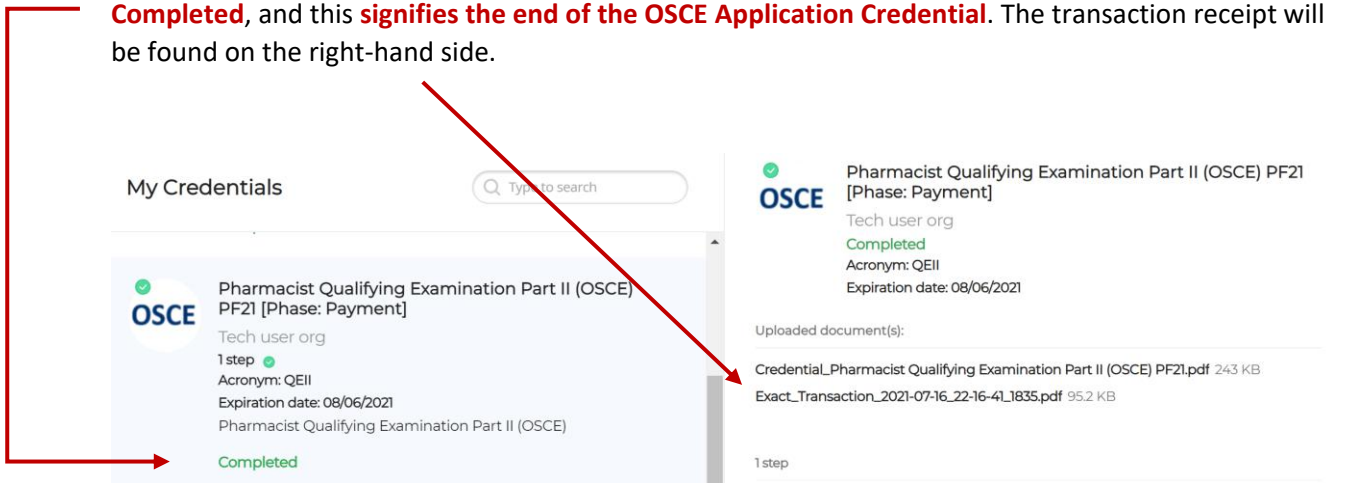 Completed, and this signifies the end of the OSCE Application Credential. The transaction receipt will
be found on the right-hand side.
My Credentials
Type to search
OSCE
Pharmacist Qualifying Examination Part II (OSCE)
PF21 [Phase: Payment]
Tech user org
1 step
Acronym: QEII
Expiration date: 08/06/2021
Pharmacist Qualifying Examination Part II (OSCE)
Completed
OSCE
Pharmacist Qualifying Examination Part II (OSCE) PF21
[Phase: Payment]
Tech user org
Completed
Acronym: QEII
Expiration date: 08/06/2021
Uploaded document(s):
Credential_Pharmacist Qualifying Examination Part II (OSCE) PF21.pdf 243 KB
Exact_Transaction_2021-07-16_22-16-41_1835.pdf 95.2 KB
1 step